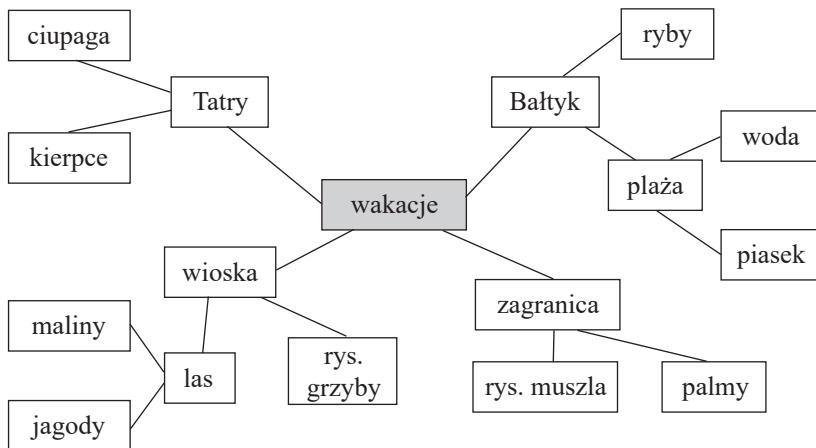 ciupaga
ryby
Tatry
Bałtyk
woda
kierpce
plaża
wakacje
piasek
wioska
zagranica
maliny
rys.
grzyby
las
rys. muszla
palmy
jagody